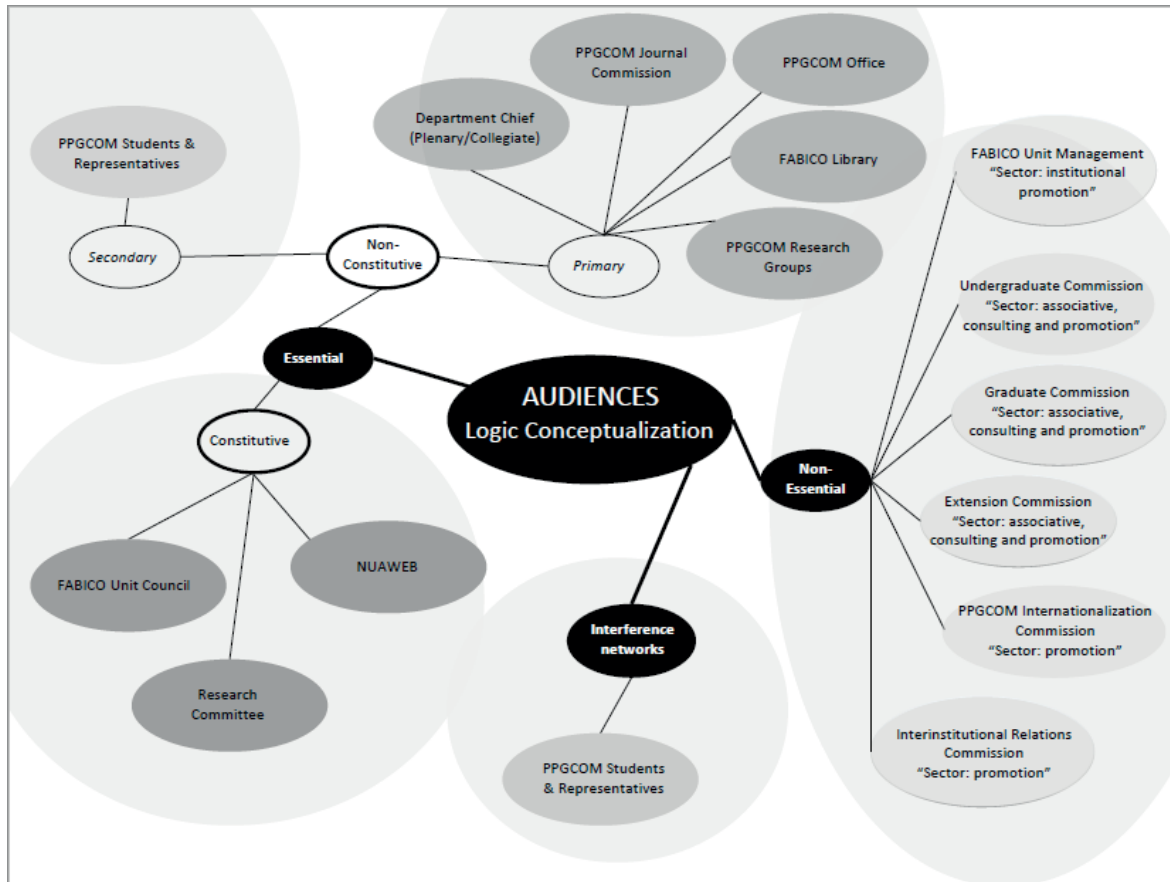 PPGCOM Journal
Commission
PPGCOM Office
Department Chief
(Plenary/Collegiate)
PPGCOM Students &
Representatives
FABICO Library
FABICO Unit Management
“Sector: institutional
promotion”
Non-
Constitutive
Secondary
Primary
PPGCOM Research
Groups
Undergraduate Commission
“Sector: associative,
consulting and promotion”
Essential
AUDIENCES
Logic Conceptualization
Graduate Commission
“Sector: associative,
consulting and promotion”
Constitutive
Non-
Essential
Extension Commission
“Sector: associative,
consulting and promotion”
FABICO Unit Council
NUAWEB
Interference
networks
PPGCOM Internationalization
Commission
“Sector: promotion”
Research
Committee
Interinstitutional Relations
Commission
“Sector: promotion”
PPGCOM Students
& Representatives